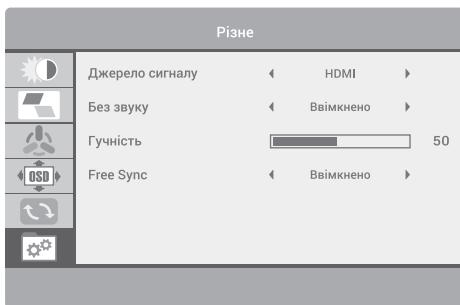 Різне
Джерело сигналу HDMI
Без звуку Ввімкнено
Гучність 50
Free Sync Ввімкнено
OSD